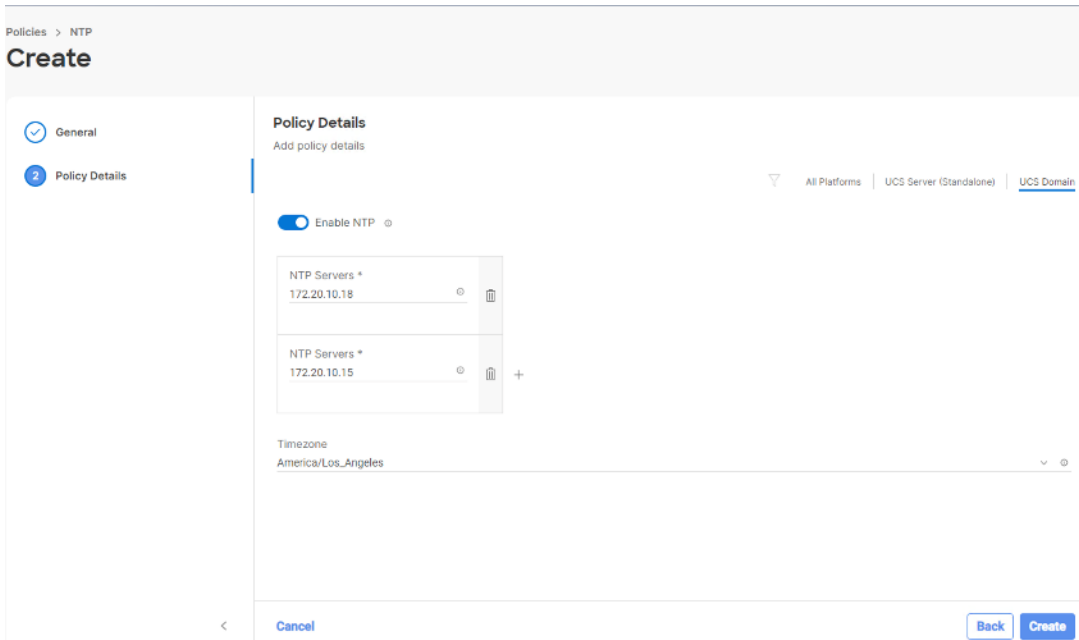 Policies > NTP
Create
General
2 Policy Details
Policy Details
Add policy details
All Platforms | UCS Server (Standalone) | UCS Domain
Enable NTP
NTP Servers *
172.20.10.18
NTP Servers *
172.20.10.15
Timezone
America/Los_Angeles
Cancel
Back
Create